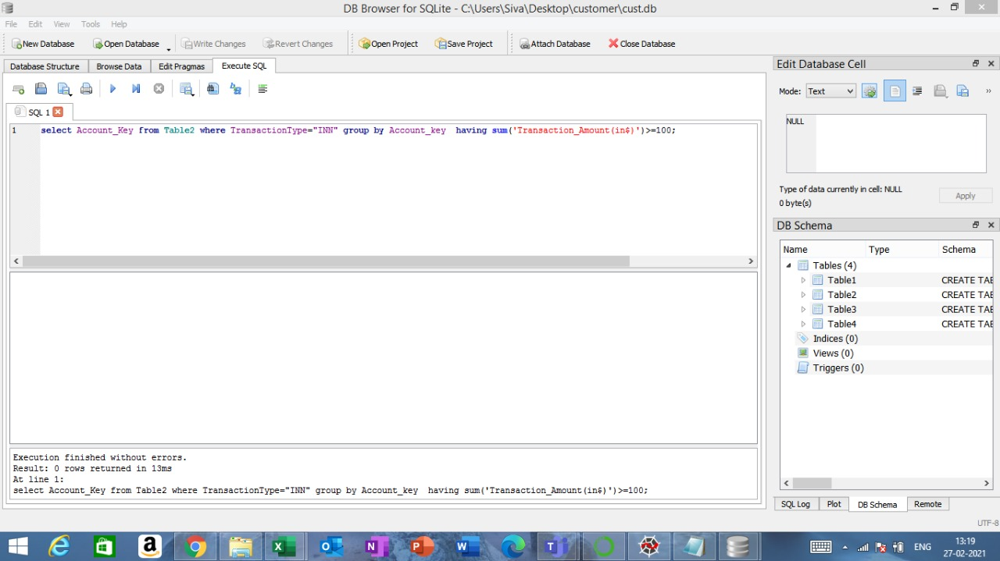 DB Browser for SQLite - C:\Users\Siva\Desktop\customer\cust.db
File Edit View Tools Help
New Database Open Database Write Changes Revert Changes Open Project Save Project Attach Database Close Database
Database Structure Browse Data Edit Pragmas Execute SQL
SQL 1
1 select Account_Key from Table2 where TransactionType="INN" group by Account_key  having sum('Transaction_Amount(in$)')>=100;
Execution finished without errors.
Result: 0 rows returned in 13ms
At line 1:
select Account_Key from Table2 where TransactionType="INN" group by Account_key  having sum('Transaction_Amount(in$)')>=100;
Edit Database Cell
Mode: Text
NULL
Type of data currently in cell: NULL
0 byte(s)
Apply
DB Schema
Name Type Schema
Tables (4)
Table1 CREATE TAB
Table2 CREATE TAB
Table3 CREATE TAB
Table4 CREATE TAB
Indices (0)
Views (0)
Triggers (0)
SQL Log Plot DB Schema Remote
UTF-8
ENG
13:19
27-02-2021